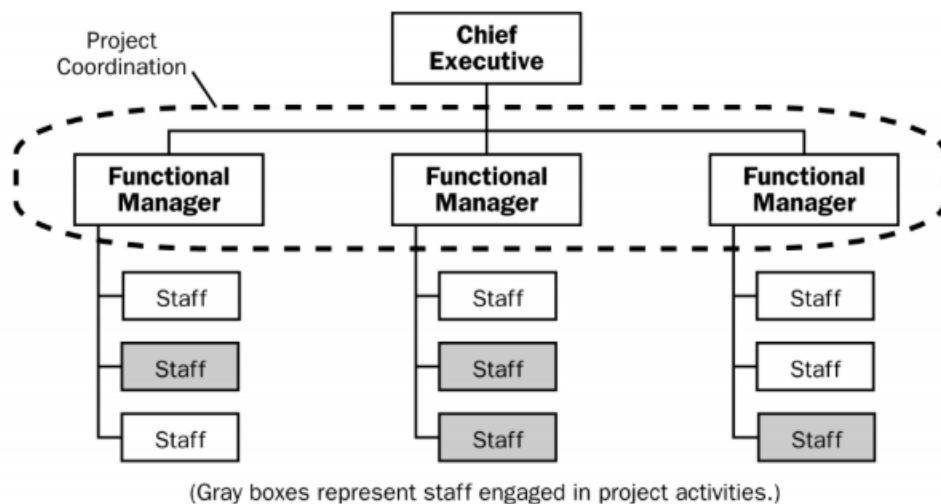 Project
Coordination
Chief
Executive
Functional
Manager
Functional
Manager
Functional
Manager
Staff
Staff
Staff
Staff
Staff
Staff
Staff
Staff
Staff
(Gray boxes represent staff engaged in project activities.)